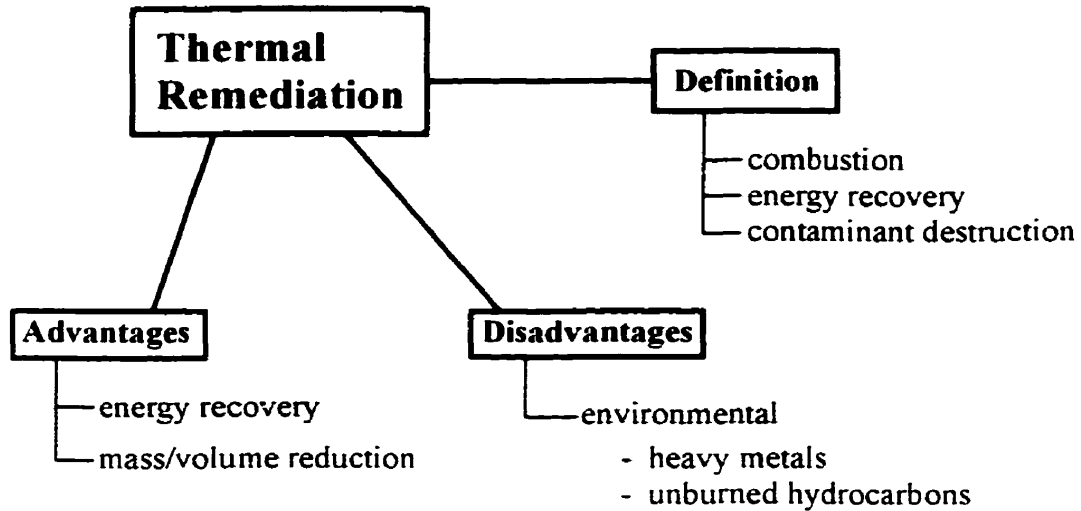 Thermal
Remediation
Definition
combustion
energy recovery
contaminant destruction
Advantages
energy recovery
mass/volume reduction
Disadvantages
environmental
- heavy metals
- unburned hydrocarbons